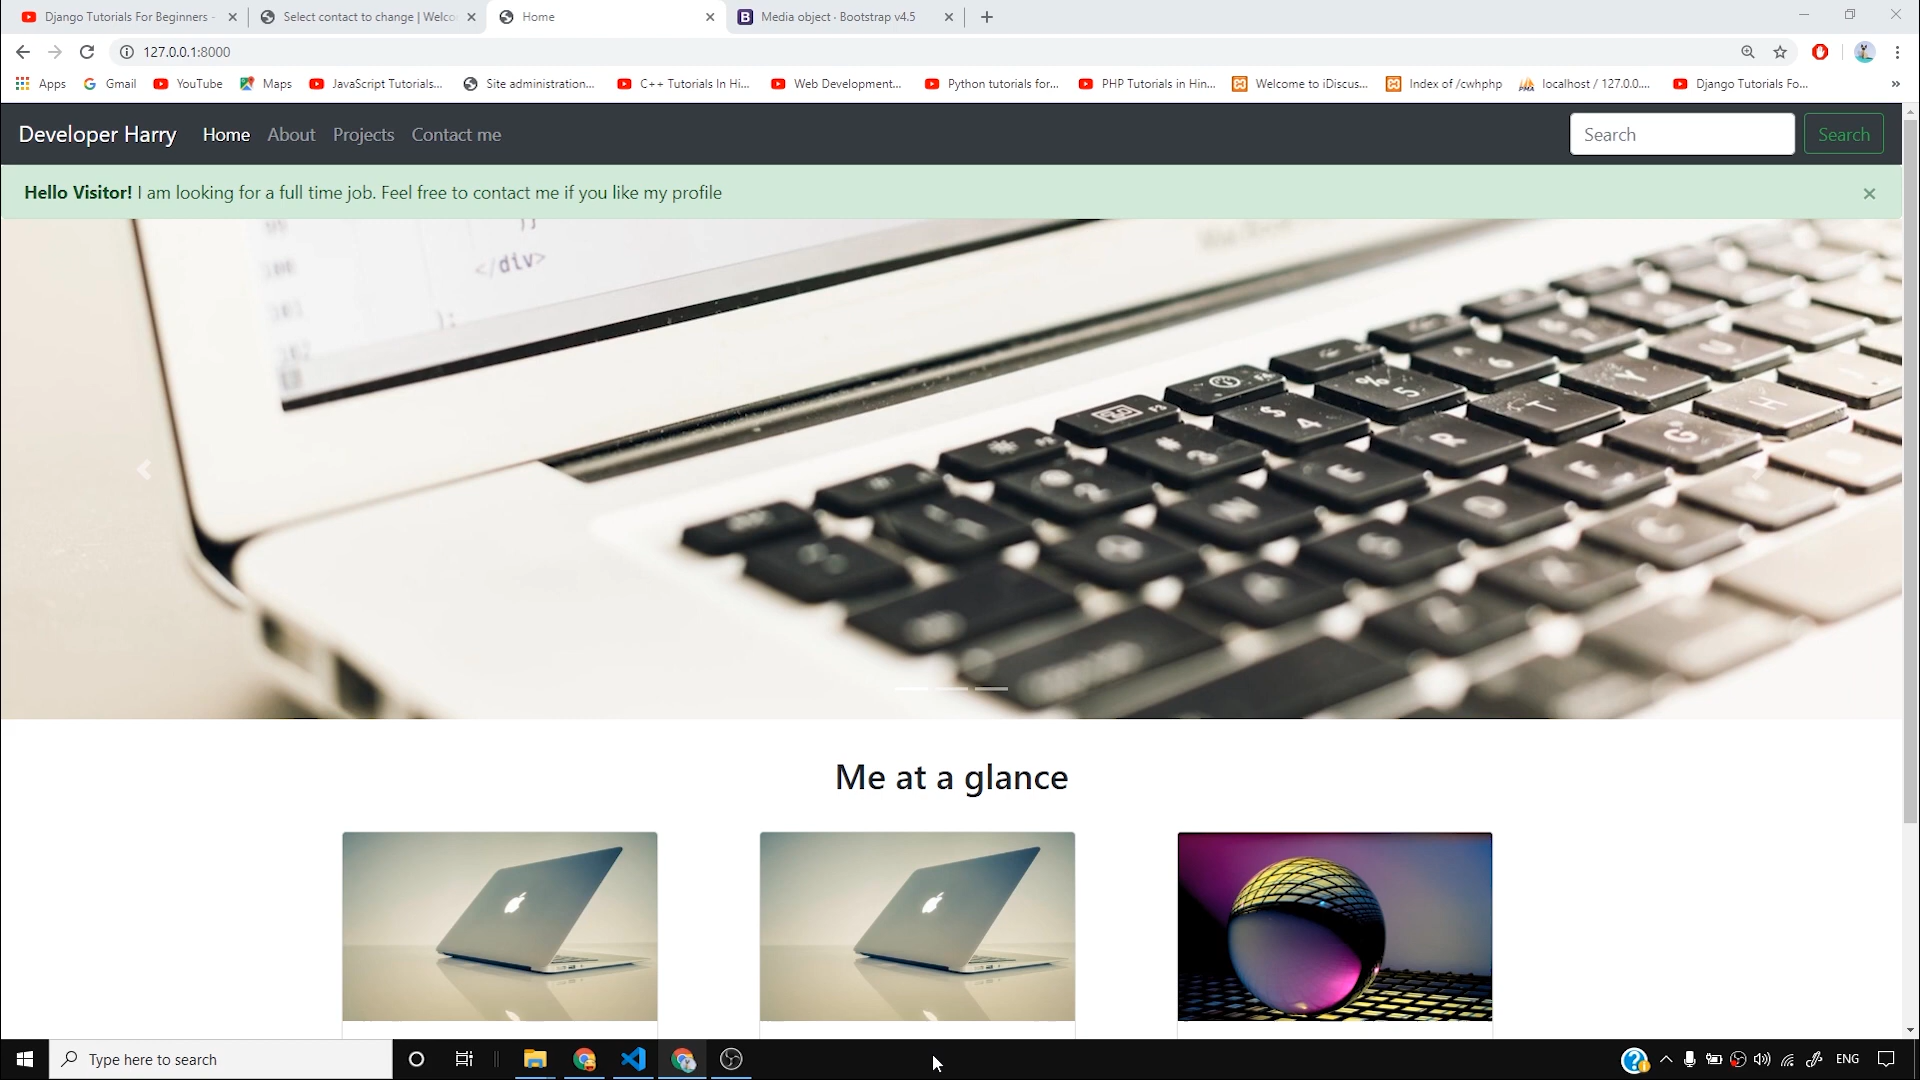 Django Tutorials For Beginners -
Select contact to change | Welco
Home
Media object · Bootstrap v4.5
127.0.0.1:8000
Apps
Gmail
YouTube
Maps
JavaScript Tutorials...
Site administration...
C++ Tutorials In Hi...
Web Development...
Python tutorials for...
PHP Tutorials in Hin...
Welcome to iDiscus...
Index of /cwhphp
localhost / 127.0.0....
Django Tutorials Fo...
Developer Harry
Home
About
Projects
Contact me
Search
Search
Hello Visitor! I am looking for a full time job. Feel free to contact me if you like my profile
</div>
Me at a glance
Type here to search
ENG